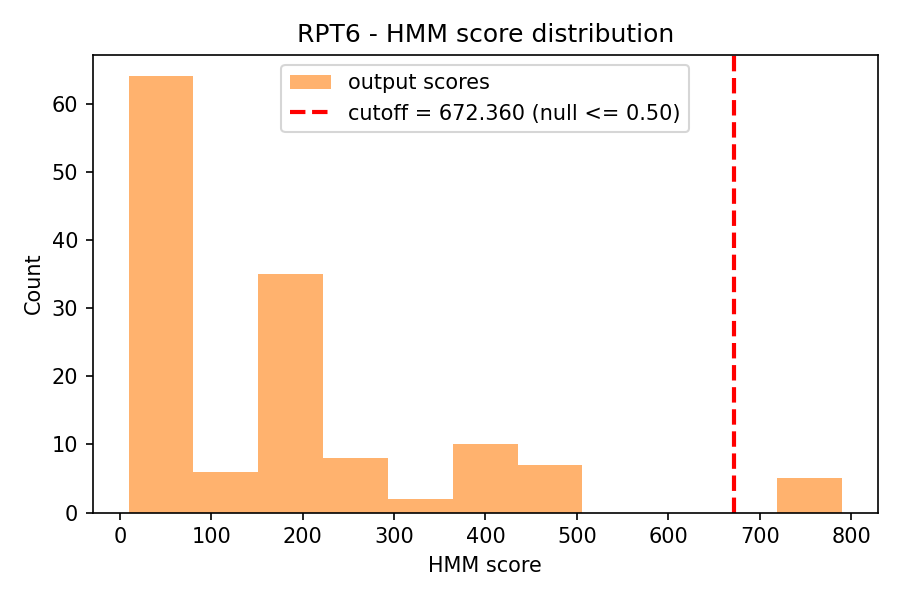 RPT6 - HMM score distribution
output scores
cutoff = 672.360 (null <= 0.50)
Count
60
50
40
30
20
10
0
0 100 200 300 400 500 600 700 800
HMM score